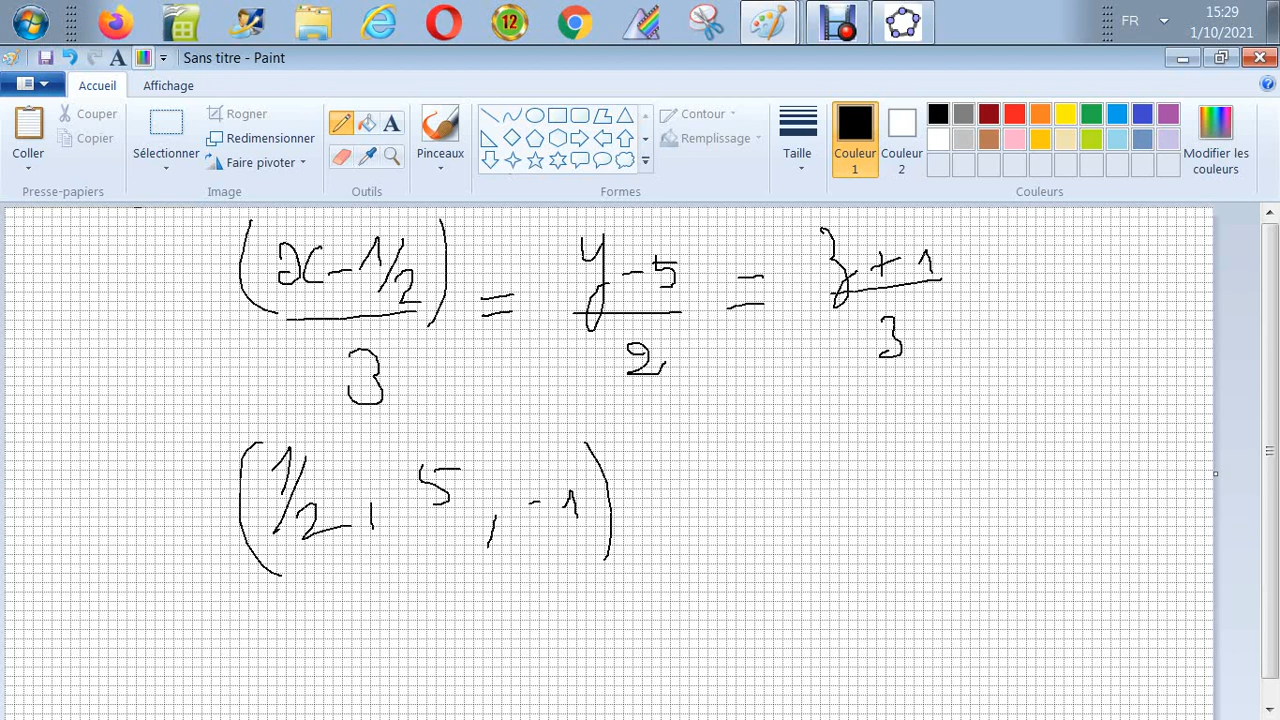 12
FR
15:29
1/10/2021
Sans titre - Paint
Accueil Affichage
Coller
Couper
Copier
Presse-papiers
Sélectionner
Rogner
Redimensionner
Faire pivoter
Image
Outils
Pinceaux
Contour
Remplissage
Formes
Taille
Couleur 1
Couleur 2
Modifier les couleurs
Couleurs
(x - 1/2)/3 = (y - 5)/2 = (z + 1)/3
(1/2, 5, -1)